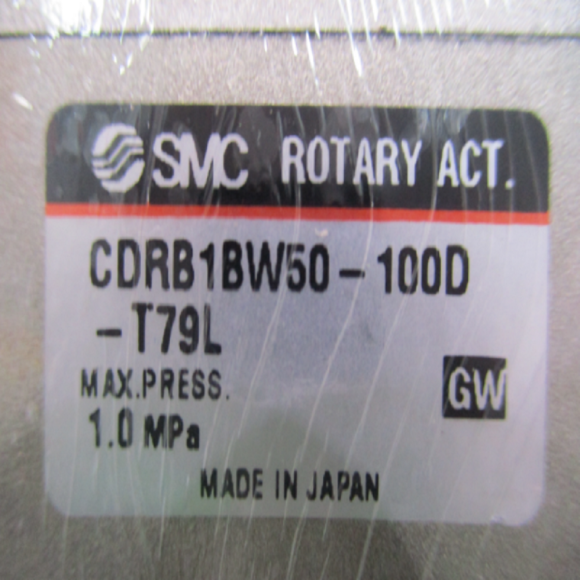 SMC ROTARY ACT.
CDRB1BW50-100D
-T79L
MAX.PRESS.
1.0 MPa
GW
MADE IN JAPAN